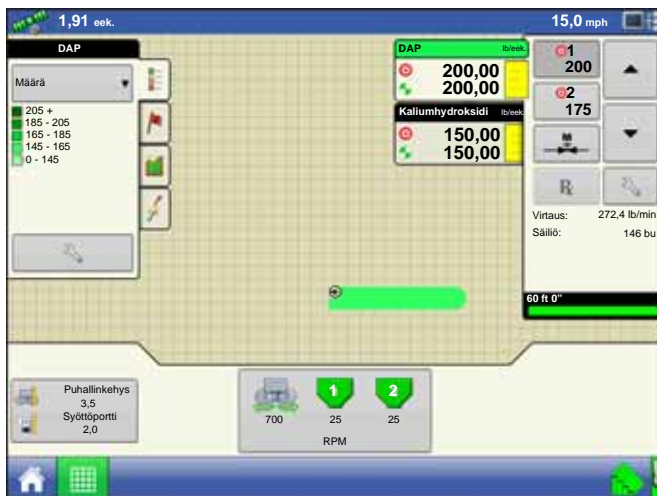 1,91 eek.
15,0 mph
DAP
Määrä
205 +
185 - 205
165 - 185
145 - 165
0 - 145
DAP lb/eek.
200,00
200,00
Kaliumhydroksidi lb/eek.
150,00
150,00
1
200
2
175
M
Rx
Virtaus: 272,4 lb/min
Säiliö: 146 bu
60 ft 0"
Puhallinkehys
3,5
Syöttöportti
2,0
1 2
700 25 25
RPM